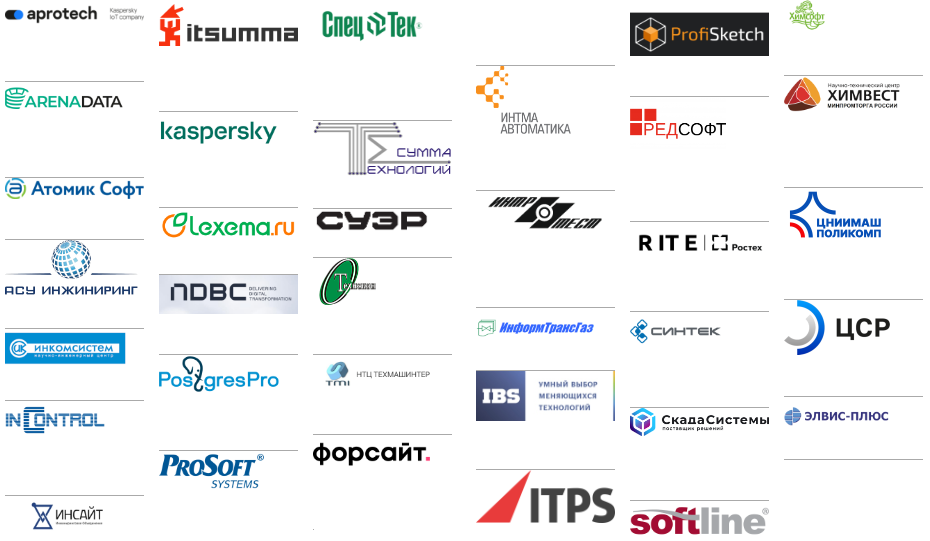 aprotech
Kaspersky
IoT company
ARENADATA
Атомик Софт
АСУ ИНЖИНИРИНГ
ИК ИНКОМСИСТЕМ
НАУЧНО-ИНЖЕНЕРНЫЙ ЦЕНТР
INCONTROL
ИНСАЙТ
itsumma
kaspersky
Lexema.ru
NDBC
DELIVERING
DIGITAL
TRANSFORMATION
PostgresPro
PROSOFT®
SYSTEMS
СПЕЦТЕК®
СУММА
ТЕХНОЛОГИЙ
СУЭР
TMI НТЦ ТЕХМАШИНТЕР
форсайт.
ИНТМА
АВТОМАТИКА
ИНТРОТЕСТ
ИнформТрансГаз
IBS
УМНЫЙ ВЫБОР
МЕНЯЮЩИХСЯ
ТЕХНОЛОГИЙ
ITPS
ProfiSketch
РЕДСОФТ
RITEK Ростех
СИНТЕК
СкадаСистемы
поставщик решений
softline®
Химсофт
Научно-технический центр
ХИМВЕСТ
МИНПРОМТОРГА РОССИИ
ЦНИИМАШ
ПОЛИКОМП
ЦСР
ЭЛВИС-ПЛЮС